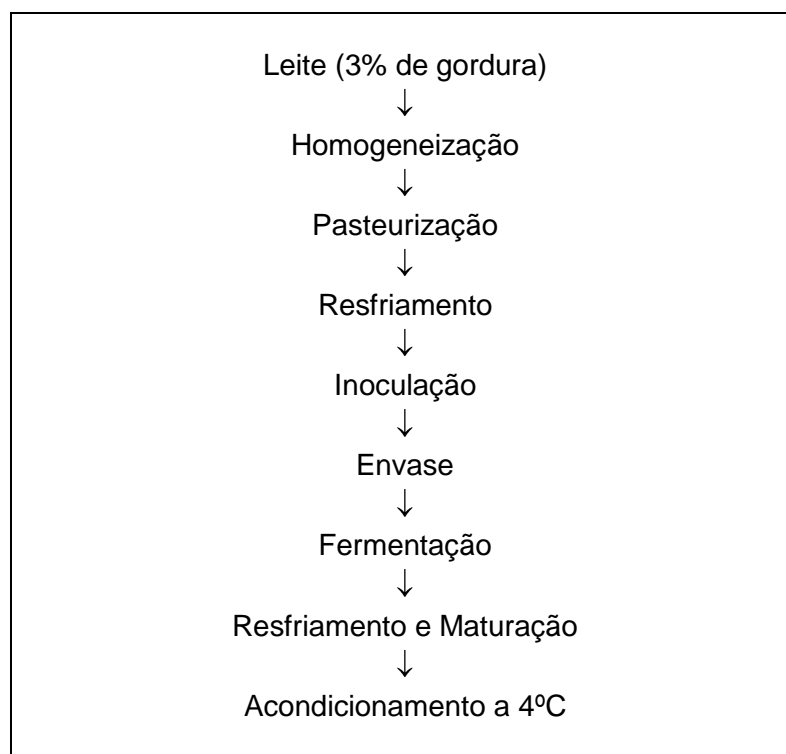 Leite (3% de gordura)
↓
Homogeneização
↓
Pasteurização
↓
Resfriamento
↓
Inoculação
↓
Envase
↓
Fermentação
↓
Resfriamento e Maturação
↓
Acondicionamento a 4ºC